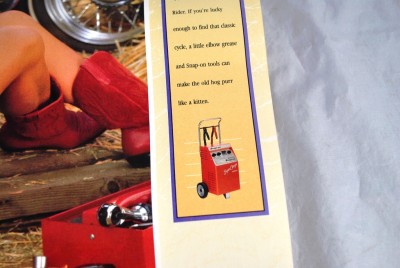 Rider. If you're lucky
enough to find that classic
cycle, a little elbow grease
and Snap-on tools can
make the old hog purr
like a kitten.